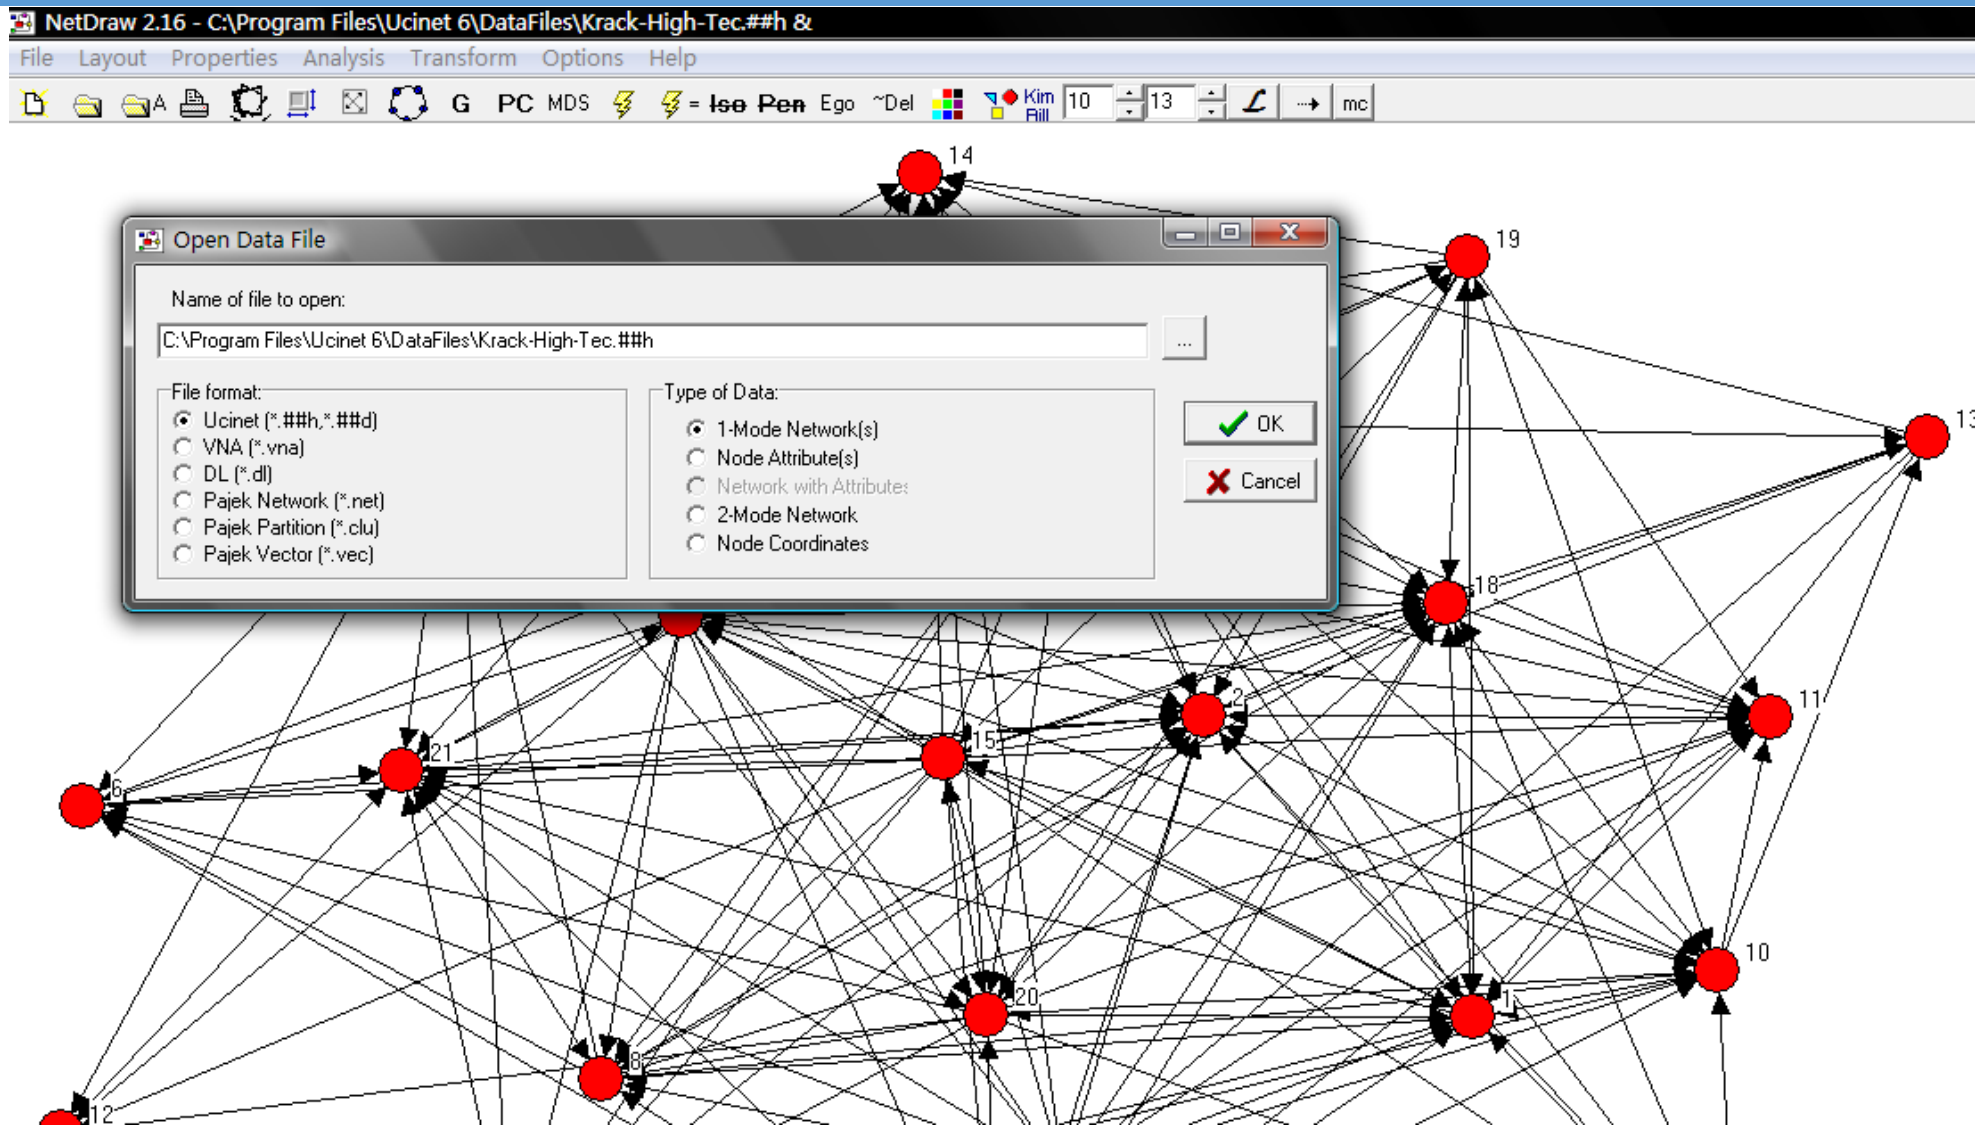 NetDraw 2.16 - C:\Program Files\Ucinet 6\DataFiles\Krack-High-Tec.##h &
File Layout Properties Analysis Transform Options Help
A G PC MDS = Iso Pen Ego ~Del Kim 10 13 L mc
14
Open Data File
19
Name of file to open:
C:\Program Files\Ucinet 6\DataFiles\Krack-High-Tec.##h ...
File format:
Ucinet (*.##h,*.##d)
VNA (*.vna)
DL (*.dl)
Pajek Network (*.net)
Pajek Partition (*.clu)
Pajek Vector (*.vec)
Type of Data:
1-Mode Network(s)
Node Attribute(s)
Network with Attributes
2-Mode Network
Node Coordinates
OK
Cancel
13
18
2
11
15
21
6
10
20
1
8
12